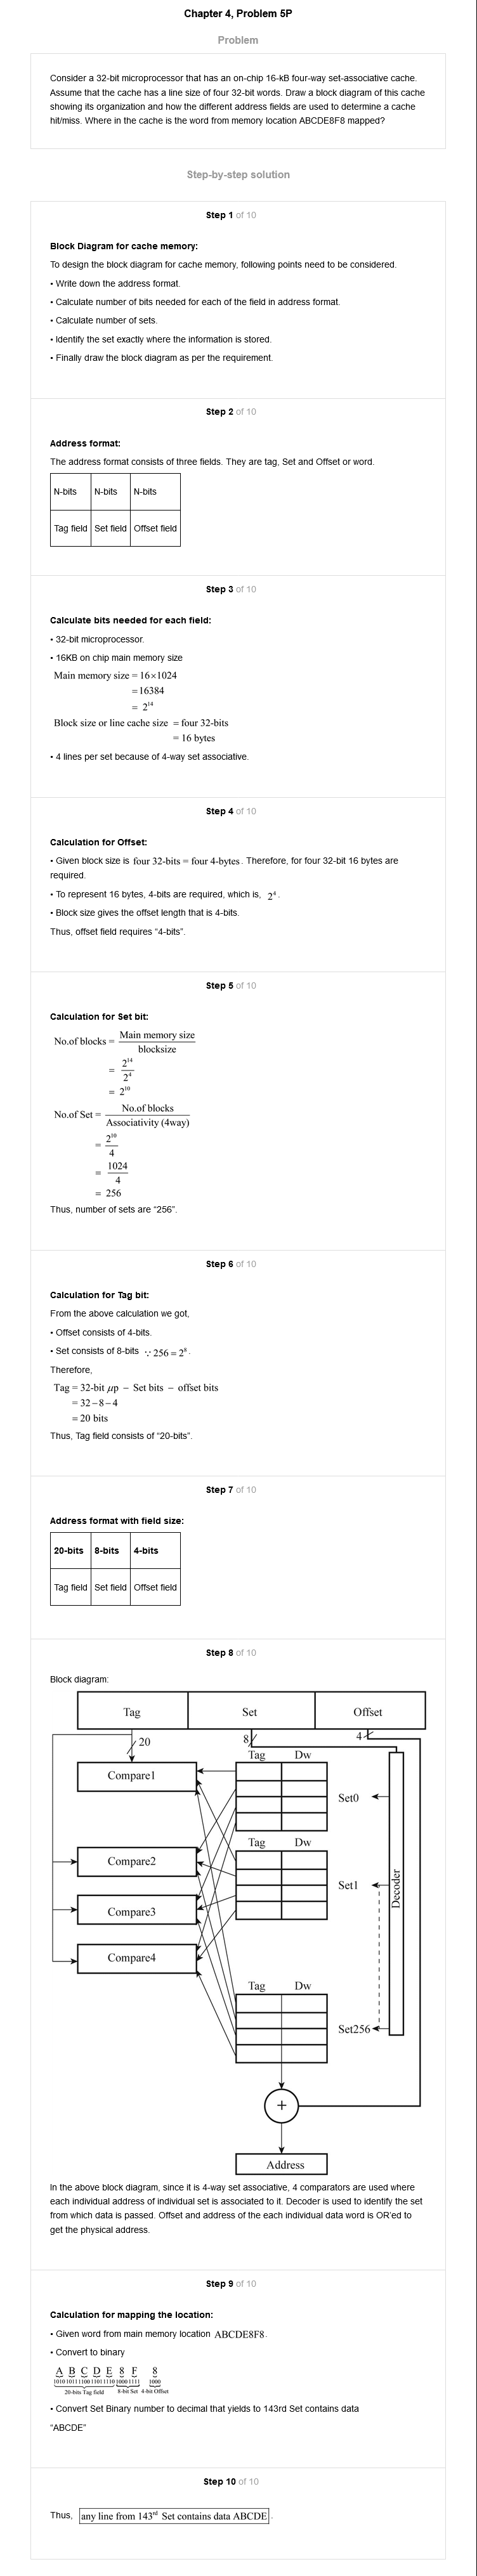 Chapter 4, Problem 5P
Problem
Consider a 32-bit microprocessor that has an on-chip 16-kB four-way set-associative cache.
Assume that the cache has a line size of four 32-bit words. Draw a block diagram of this cache
showing its organization and how the different address fields are used to determine a cache
hit/miss. Where in the cache is the word from memory location ABCDE8F8 mapped?
Step-by-step solution
Step 1 of 10
Block Diagram for cache memory:
To design the block diagram for cache memory, following points need to be considered.
• Write down the address format.
• Calculate number of bits needed for each of the field in address format.
• Calculate number of sets.
• Identify the set exactly where the information is stored.
• Finally draw the block diagram as per the requirement.
Step 2 of 10
Address format:
The address format consists of three fields. They are tag, Set and Offset or word.
N-bits N-bits N-bits
Tag field Set field Offset field
Step 3 of 10
Calculate bits needed for each field:
• 32-bit microprocessor.
• 16KB on chip main memory size
Main memory size = 16×1024
= 16384
= 2^14
Block size or line cache size = four 32-bits
= 16 bytes
• 4 lines per set because of 4-way set associative.
Step 4 of 10
Calculation for Offset:
• Given block size is four 32-bits = four 4-bytes. Therefore, for four 32-bit 16 bytes are
required.
• To represent 16 bytes, 4-bits are required, which is, 2^4.
• Block size gives the offset length that is 4-bits.
Thus, offset field requires “4-bits”.
Step 5 of 10
Calculation for Set bit:
No.of blocks = Main memory size
blocksize
= 2^14
2^4
= 2^10
No.of Set = No.of blocks
Associativity (4way)
= 2^10
4
= 1024
4
= 256
Thus, number of sets are “256”.
Step 6 of 10
Calculation for Tag bit:
From the above calculation we got,
• Offset consists of 4-bits.
• Set consists of 8-bits ∵ 256 = 2^8.
Therefore,
Tag = 32-bit μp − Set bits − offset bits
= 32 − 8 − 4
= 20 bits
Thus, Tag field consists of “20-bits”.
Step 7 of 10
Address format with field size:
20-bits 8-bits 4-bits
Tag field Set field Offset field
Step 8 of 10
Block diagram:
Tag Set Offset
20 8 4
Tag Dw
Compare1
Set0
Tag Dw
Compare2
Set1
Decoder
Compare3
Compare4
Tag Dw
Set256
+
Address
In the above block diagram, since it is 4-way set associative, 4 comparators are used where
each individual address of individual set is associated to it. Decoder is used to identify the set
from which data is passed. Offset and address of the each individual data word is OR’ed to
get the physical address.
Step 9 of 10
Calculation for mapping the location:
• Given word from main memory location ABCDE8F8.
• Convert to binary
A B C D E 8 F 8
1010 1011 1100 1101 1110 1000 1111 1000
20-bits Tag field 8-bit Set 4-bit Offset
• Convert Set Binary number to decimal that yields to 143rd Set contains data
“ABCDE”
Step 10 of 10
Thus, any line from 143rd Set contains data ABCDE.